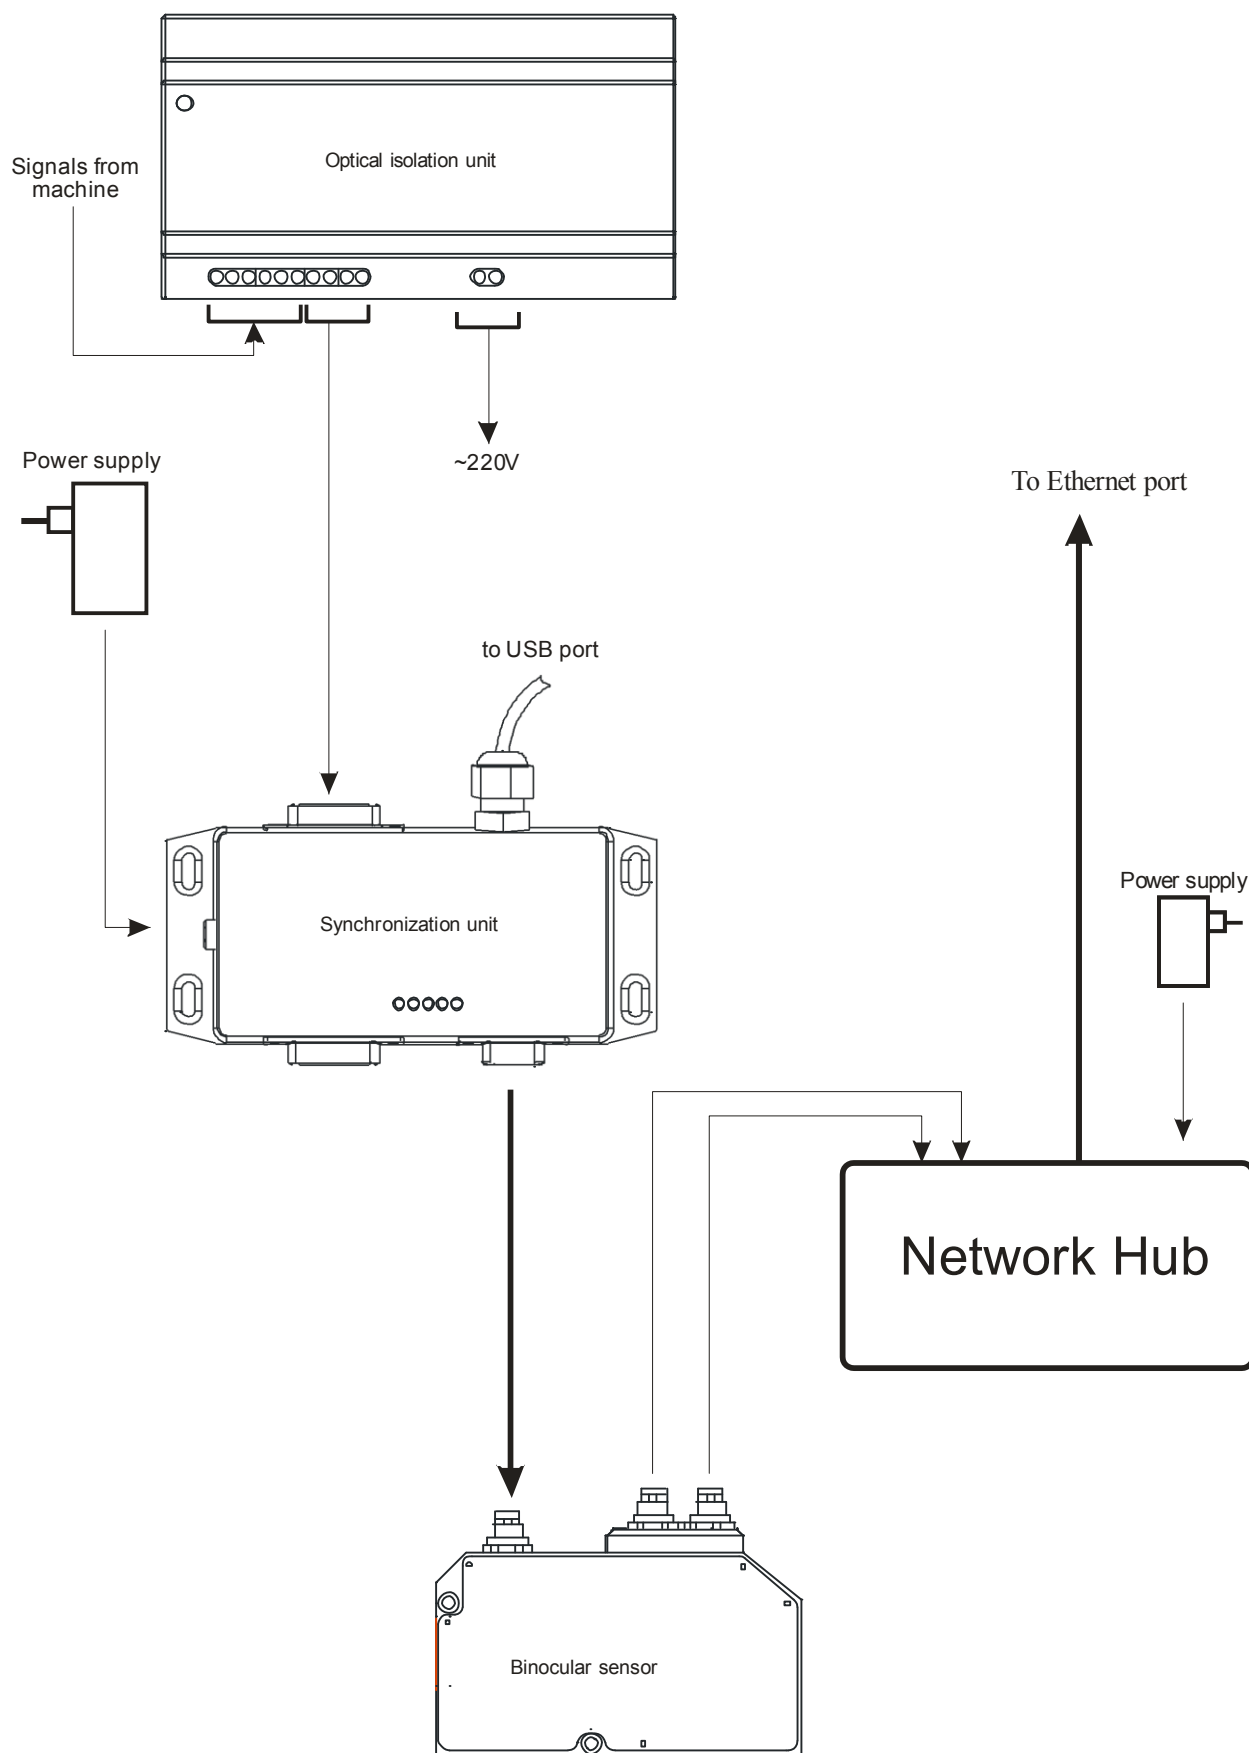 Optical isolation unit
Signals from
machine
~220V
Power supply
To Ethernet port
to USB port
Power supply
Synchronization unit
Network Hub
Binocular sensor